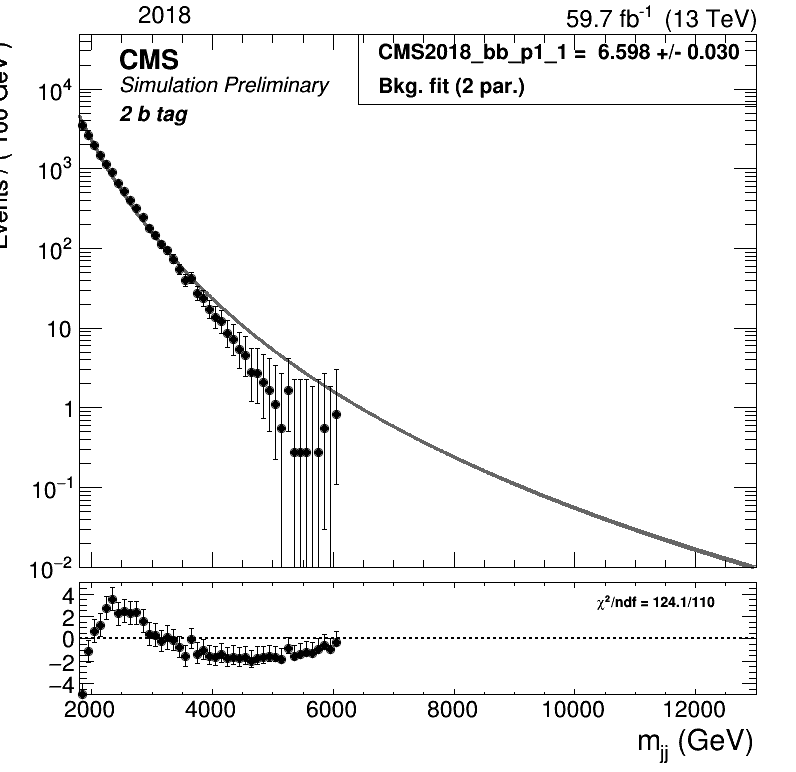 2018
59.7 fb⁻¹ (13 TeV)
CMS
Simulation Preliminary
2 b tag
CMS2018_bb_p1_1 = 6.598 +/- 0.030
Bkg. fit (2 par.)
10⁴
10³
10²
10
1
10⁻¹
10⁻²
χ²/ndf = 124.1/110
4
2
0
−2
−4
2000 4000 6000 8000 10000 12000
m_jj (GeV)